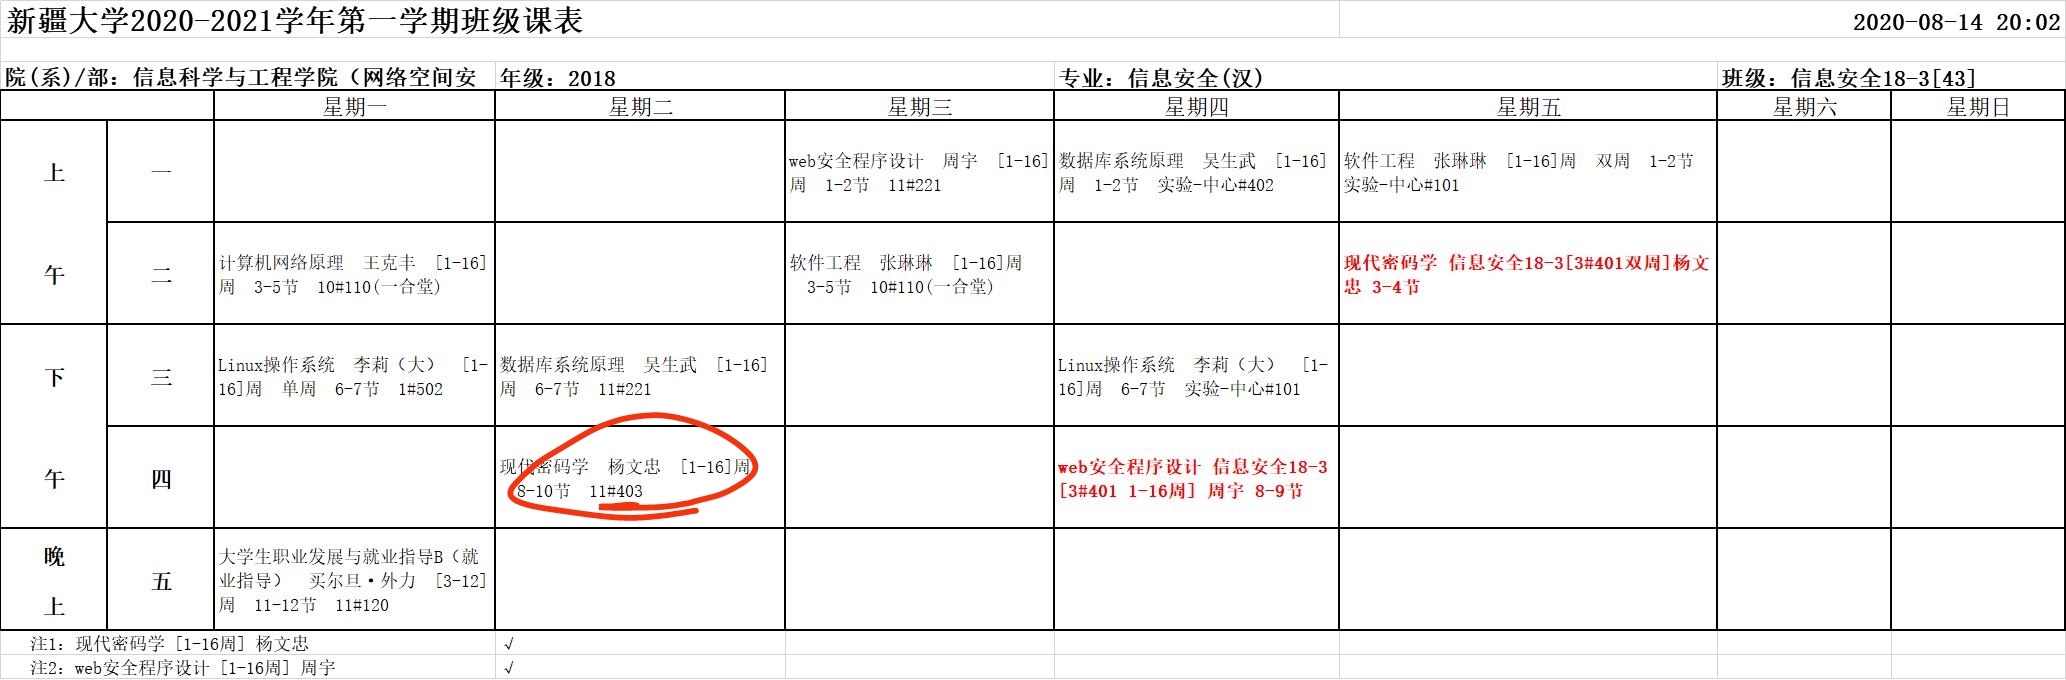 新疆大学2020-2021学年第一学期班级课表
2020-08-14 20:02
院(系)/部: 信息科学与工程学院（网络空间安
年级: 2018
专业: 信息安全(汉)
班级: 信息安全18-3[43]
星期一
星期二
星期三
星期四
星期五
星期六
星期日
上
午
一
web安全程序设计 周宇 [1-16]
周 1-2节 11#221
数据库系统原理 吴生武 [1-16]
周 1-2节 实验-中心#402
软件工程 张琳琳 [1-16]周 双周 1-2节
实验-中心#101
二
计算机网络原理 王克丰 [1-16]
周 3-5节 10#110(一合堂)
软件工程 张琳琳 [1-16]周
3-5节 10#110(一合堂)
现代密码学 信息安全18-3[3#401双周]杨文
忠 3-4节
下
午
三
Linux操作系统 李莉（大） [1-
16]周 单周 6-7节 1#502
数据库系统原理 吴生武 [1-16]
周 6-7节 11#221
Linux操作系统 李莉（大） [1-
16]周 6-7节 实验-中心#101
四
现代密码学 杨文忠 [1-16]周
8-10节 11#403
web安全程序设计 信息安全18-3
[3#401 1-16周] 周宇 8-9节
晚
上
五
大学生职业发展与就业指导B（就
业指导） 买尔旦·外力 [3-12]
周 11-12节 11#120
注1: 现代密码学 [1-16周] 杨文忠
√
注2: web安全程序设计 [1-16周] 周宇
√